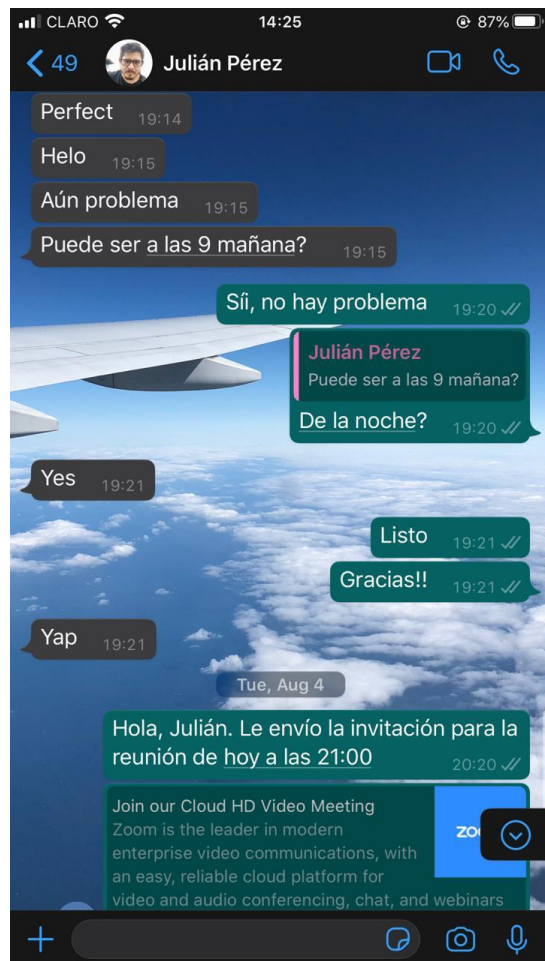 CLARO 14:25 87%
49 Julián Pérez
Perfect 19:14
Helo 19:15
Aún problema 19:15
Puede ser a las 9 mañana? 19:15
Síi, no hay problema 19:20
Julián Pérez
Puede ser a las 9 mañana?
De la noche? 19:20
Yes 19:21
Listo 19:21
Gracias!! 19:21
Yap 19:21
Tue, Aug 4
Hola, Julián. Le envío la invitación para la
reunión de hoy a las 21:00 20:20
Join our Cloud HD Video Meeting
Zoom is the leader in modern
enterprise video communications, with
an easy, reliable cloud platform for
video and audio conferencing, chat, and webinars